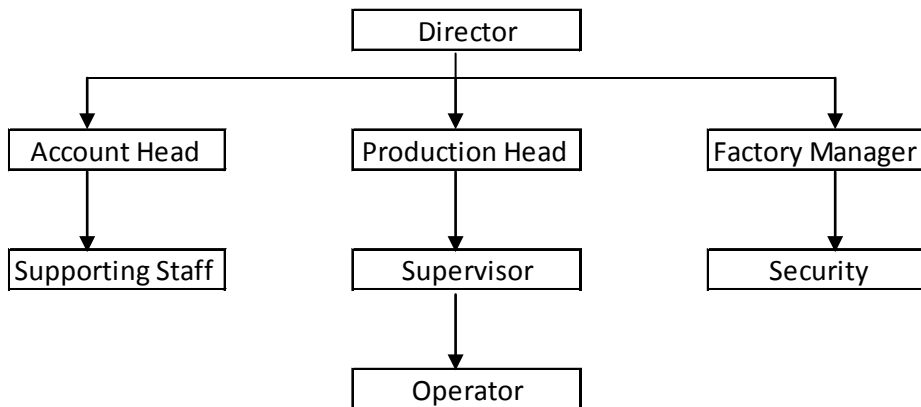 Director
Account Head
Production Head
Factory Manager
Supporting Staff
Supervisor
Security
Operator